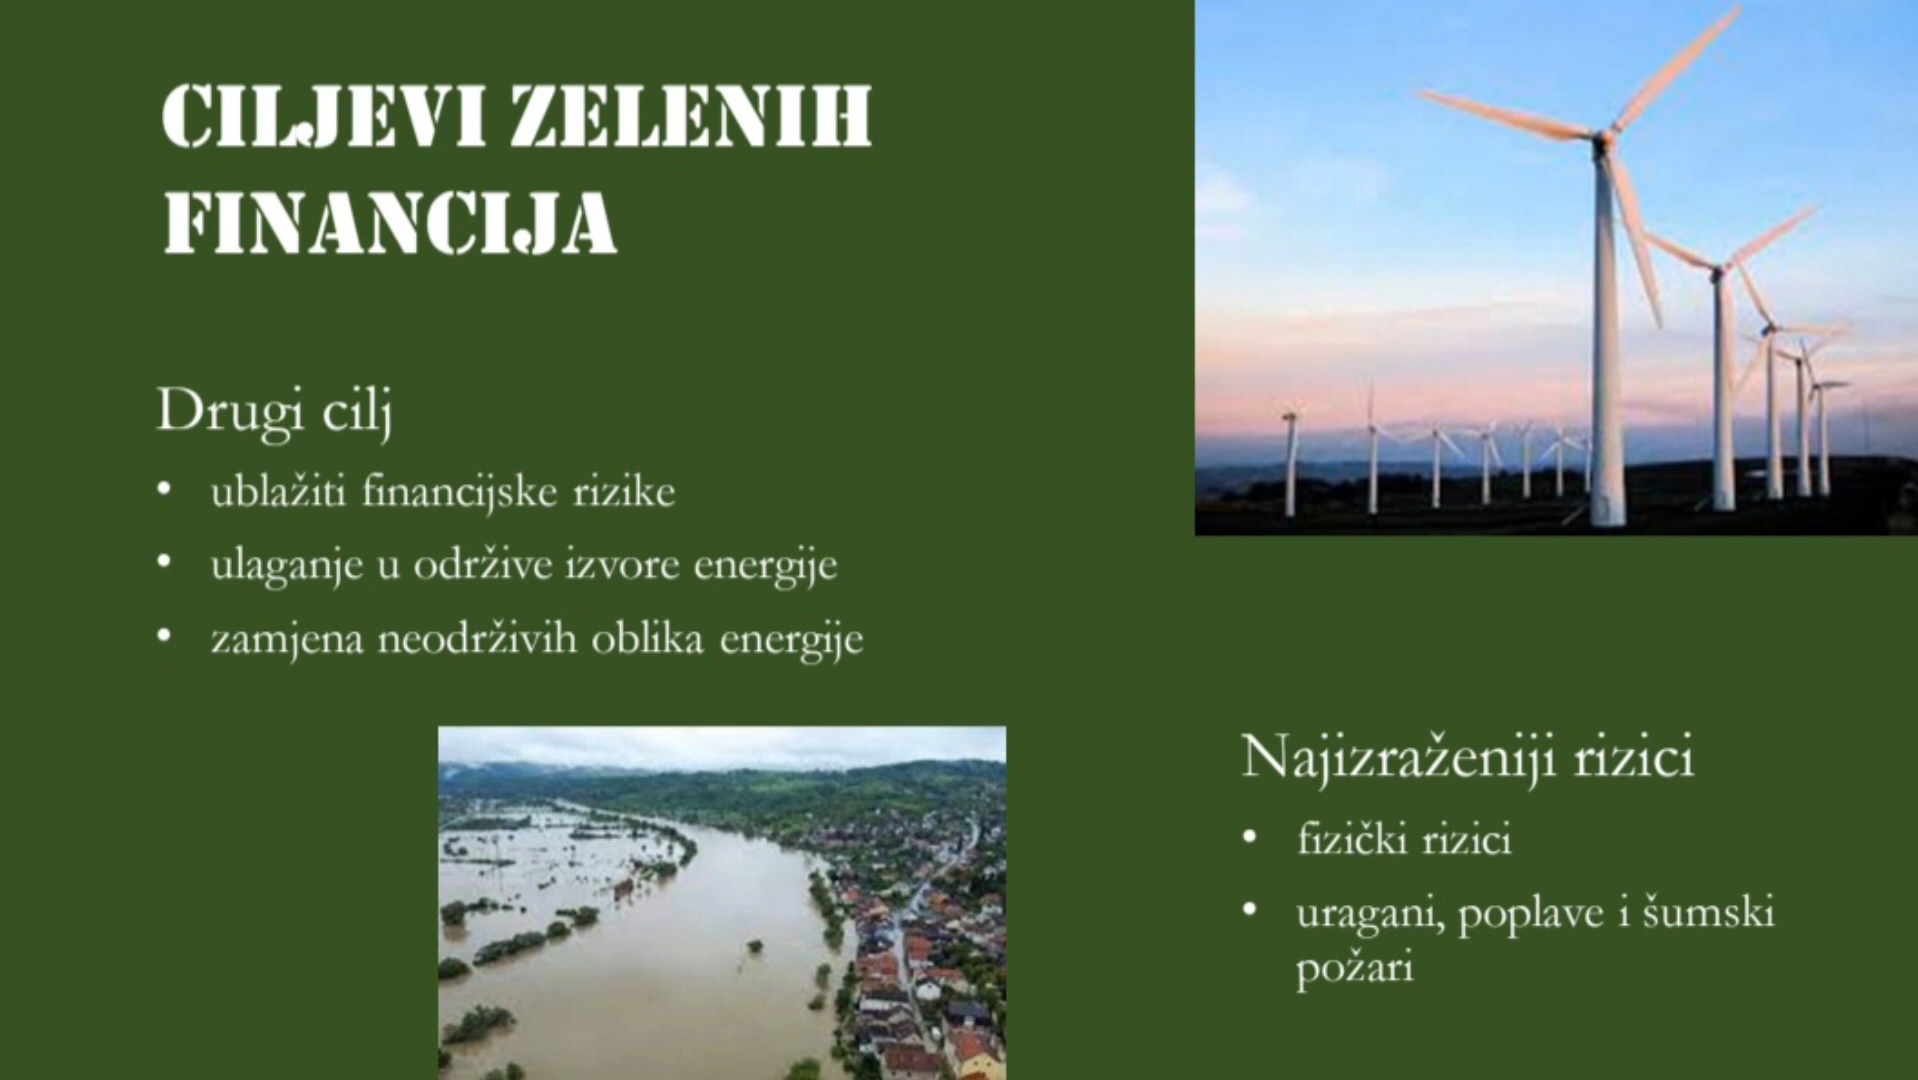 CILJEVI ZELENIH
FINANCIJA
Drugi cilj
• ublažiti financijske rizike
• ulaganje u održive izvore energije
• zamjena neodrživih oblika energije
Najizraženiji rizici
• fizički rizici
• uragani, poplave i šumski
požari